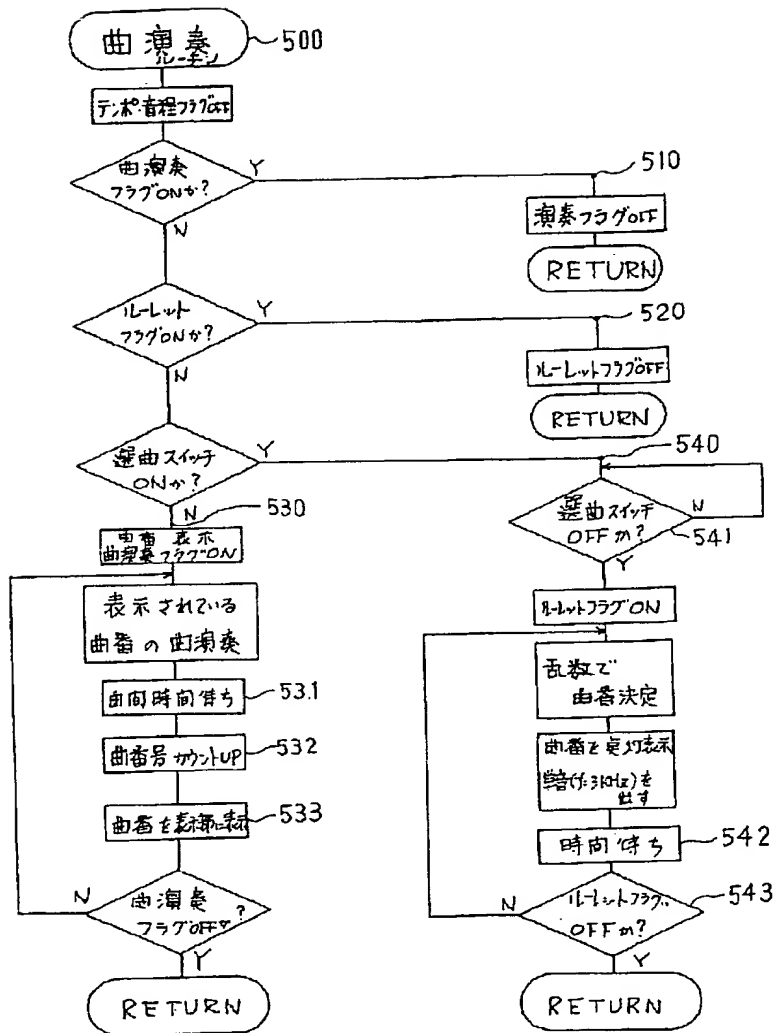 曲演奏
ルーチン
500
テンポ・音程フラグOFF
曲演奏
フラグONか?
Y
N
510
演奏フラグOFF
RETURN
ルーレット
フラグONか?
Y
N
520
ルーレットフラグOFF
RETURN
選曲スイッチ
ONか?
Y
N
530
曲番 表示
曲演奏フラグON
表示されている
曲番の曲演奏
曲間時間待ち
531
曲番号カウントUP
532
曲番を表示部に表示
533
曲演奏
フラグOFFか?
N
Y
RETURN
540
選曲スイッチ
OFFか?
N
541
Y
ルーレットフラグON
乱数で
曲番決定
曲番を点灯表示
を
出す
時間待ち
542
ルーレットフラグ
OFFか?
543
N
Y
RETURN